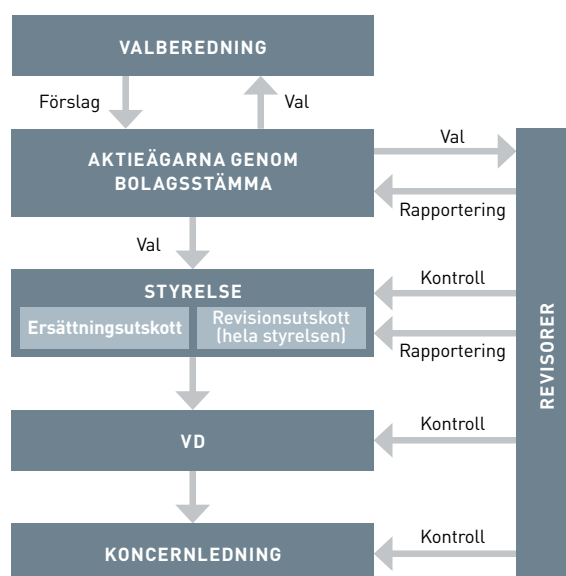 VALBEREDNING
Förslag
Val
AKTIEÄGARNA GENOM
BOLAGSSTÄMMA
Val
Rapportering
Val
STYRELSE
Ersättningsutskott
Revisionsutskott
(hela styrelsen)
Kontroll
Rapportering
REVISORER
VD
Kontroll
KONCERNLEDNING
Kontroll